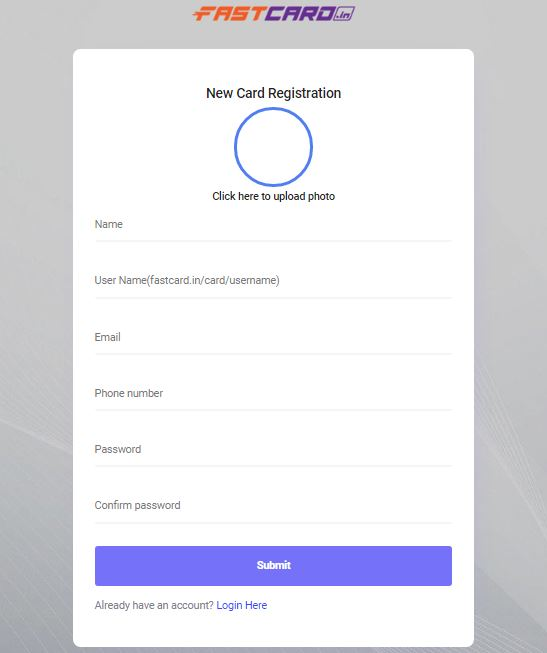 FASTCARD.in
New Card Registration
Click here to upload photo
Name
User Name(fastcard.in/card/username)
Email
Phone number
Password
Confirm password
Submit
Already have an account? Login Here